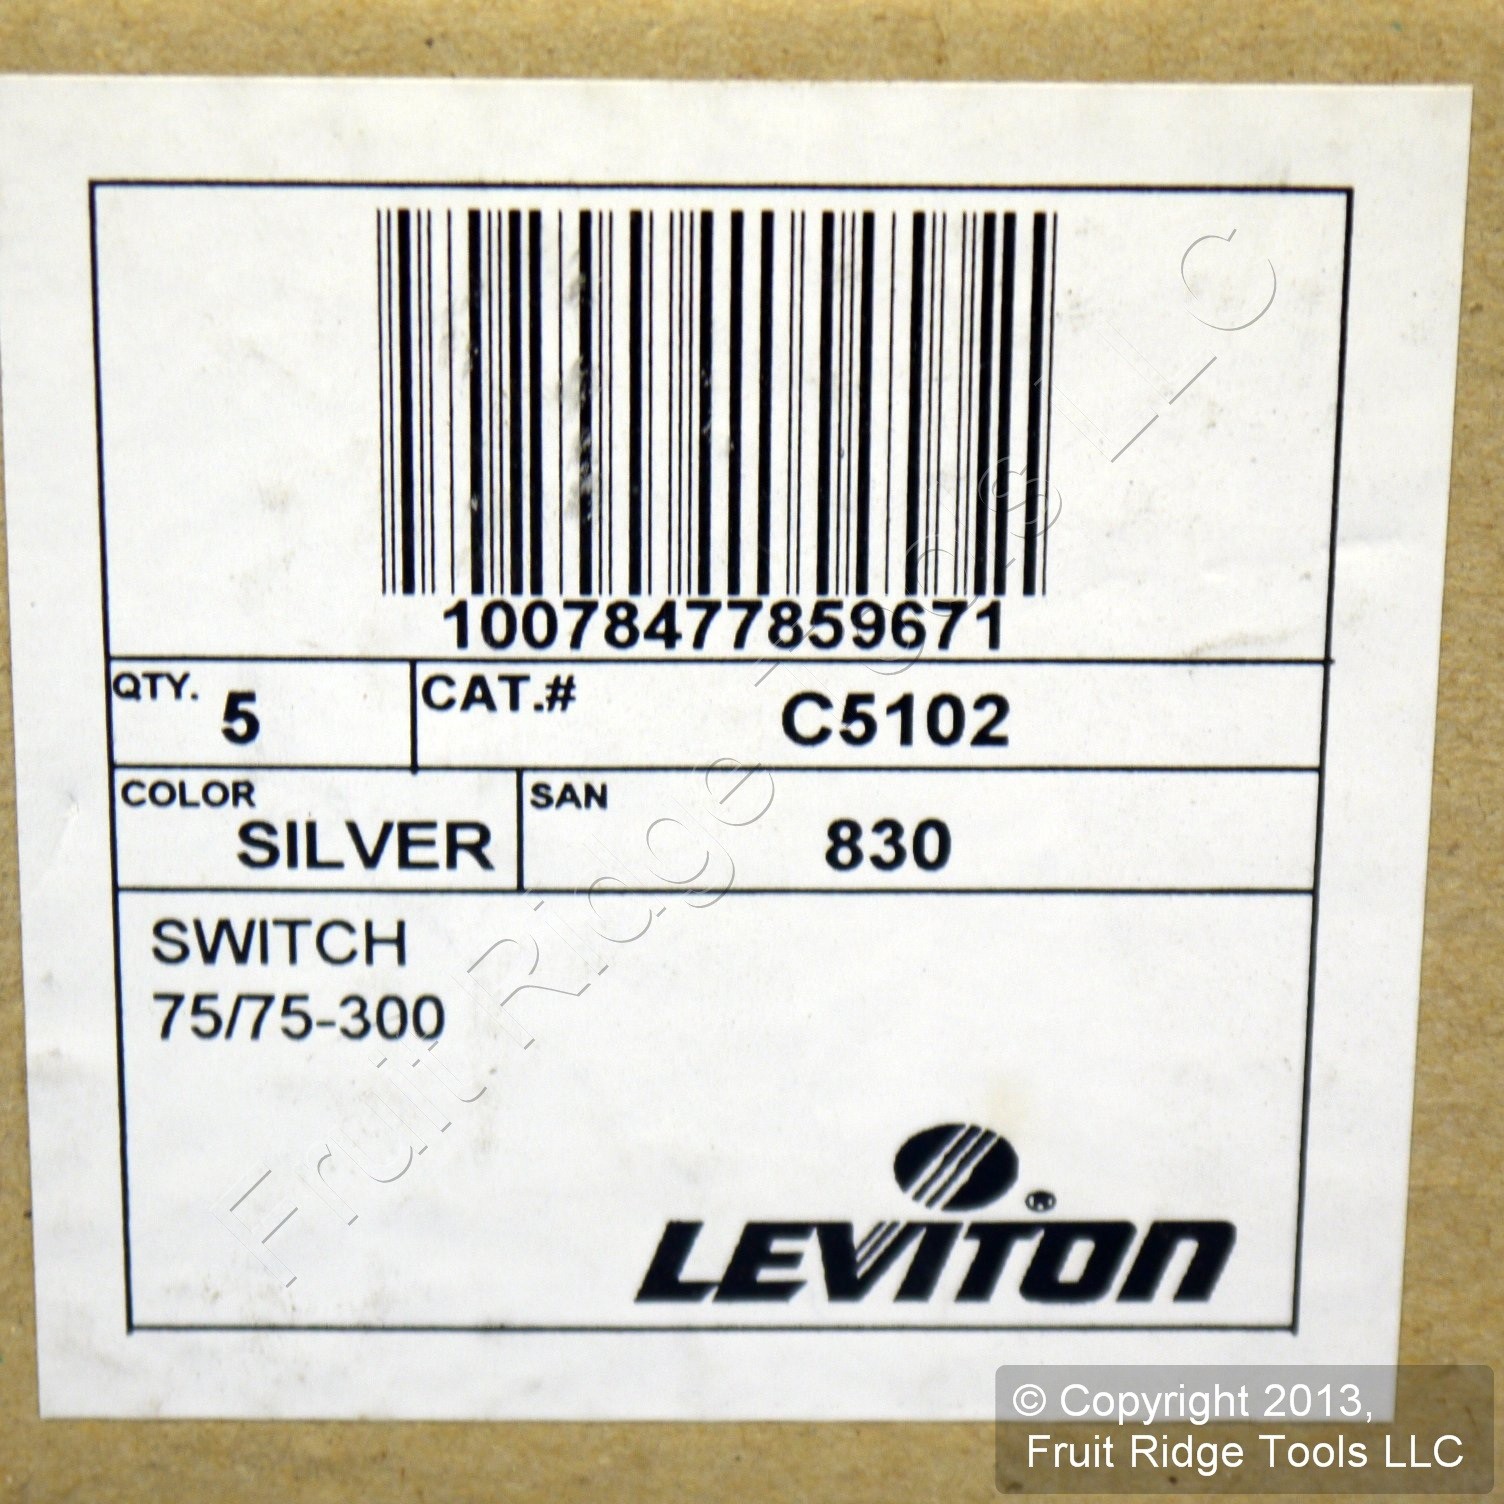 10078477859671
QTY. 5 CAT.# C5102
COLOR SILVER SAN 830
SWITCH
75/75-300
LEVITON®
Fruit Ridge Tools LLC
© Copyright 2013,
Fruit Ridge Tools LLC